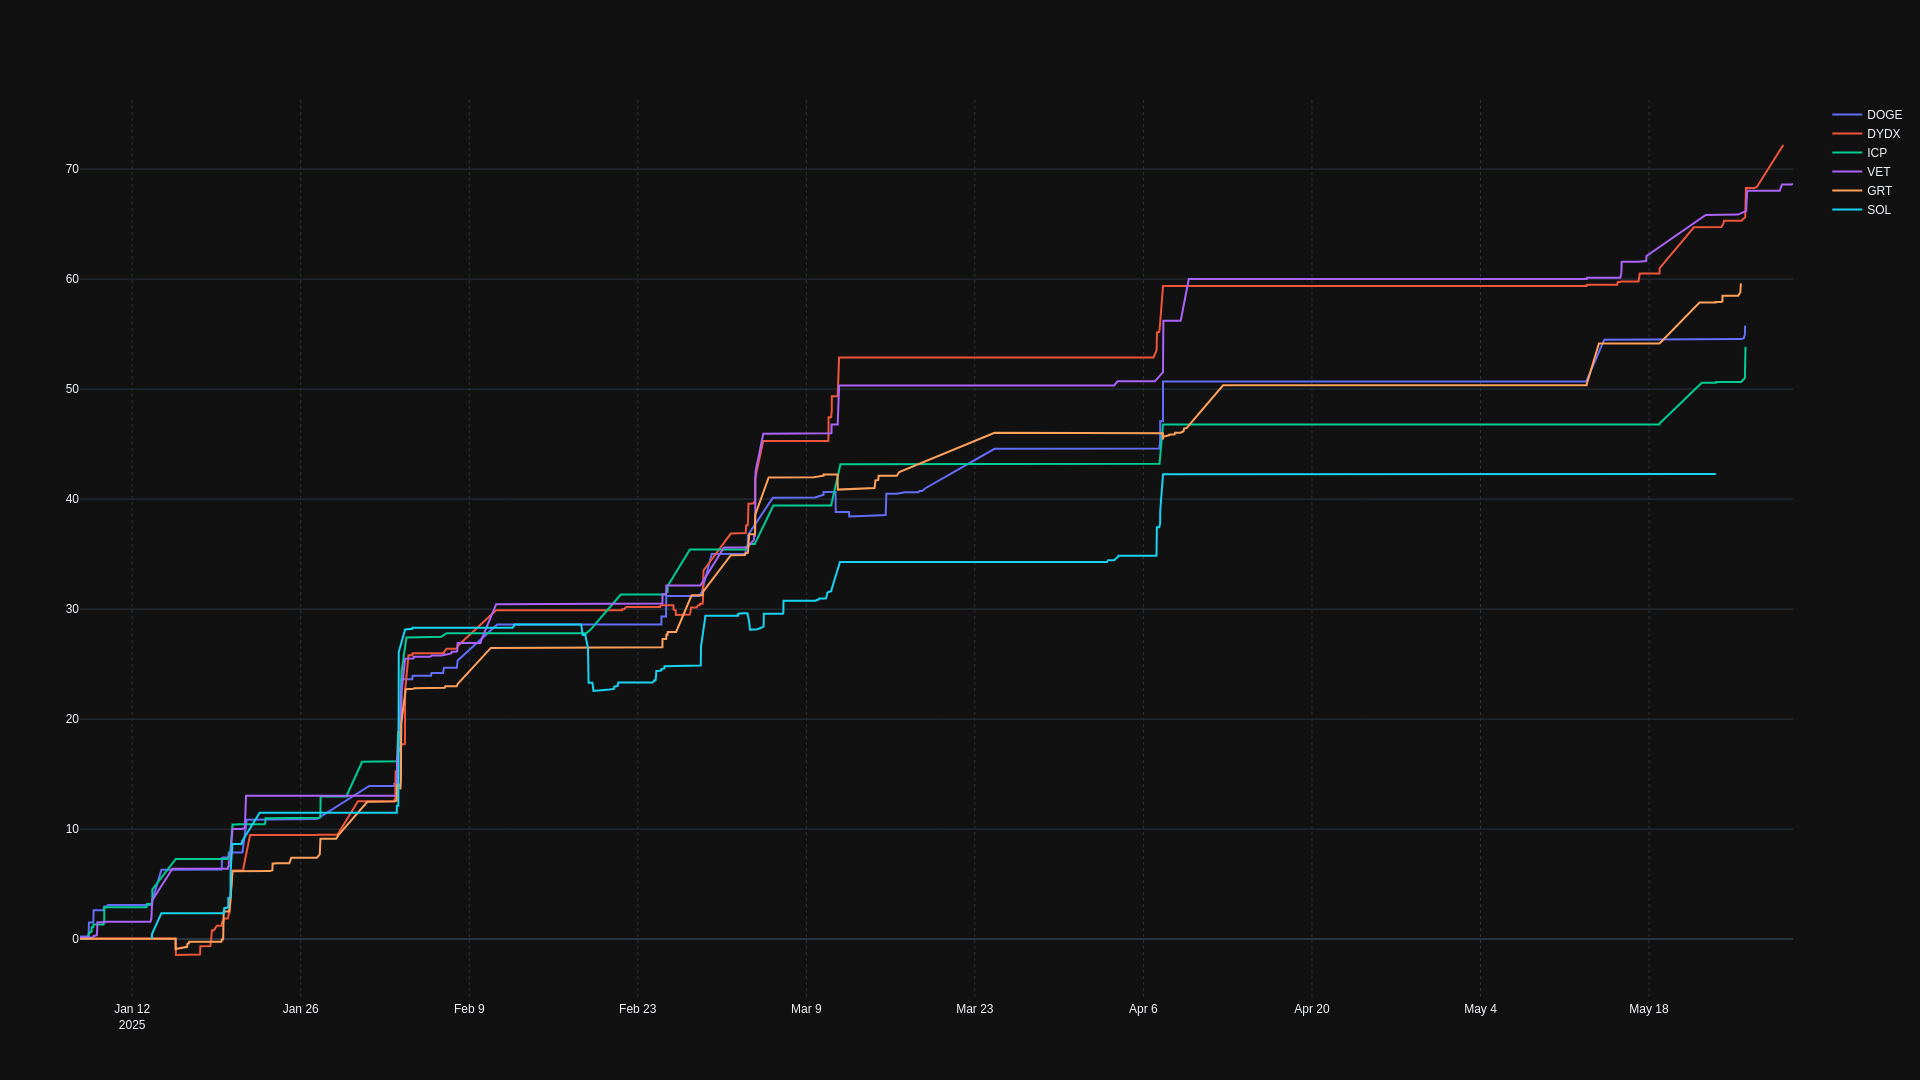 DOGE
DYDX
ICP
VET
GRT
SOL
70
60
50
40
30
20
10
0
Jan 12 Jan 26 Feb 9 Feb 23 Mar 9 Mar 23 Apr 6 Apr 20 May 4 May 18
2025